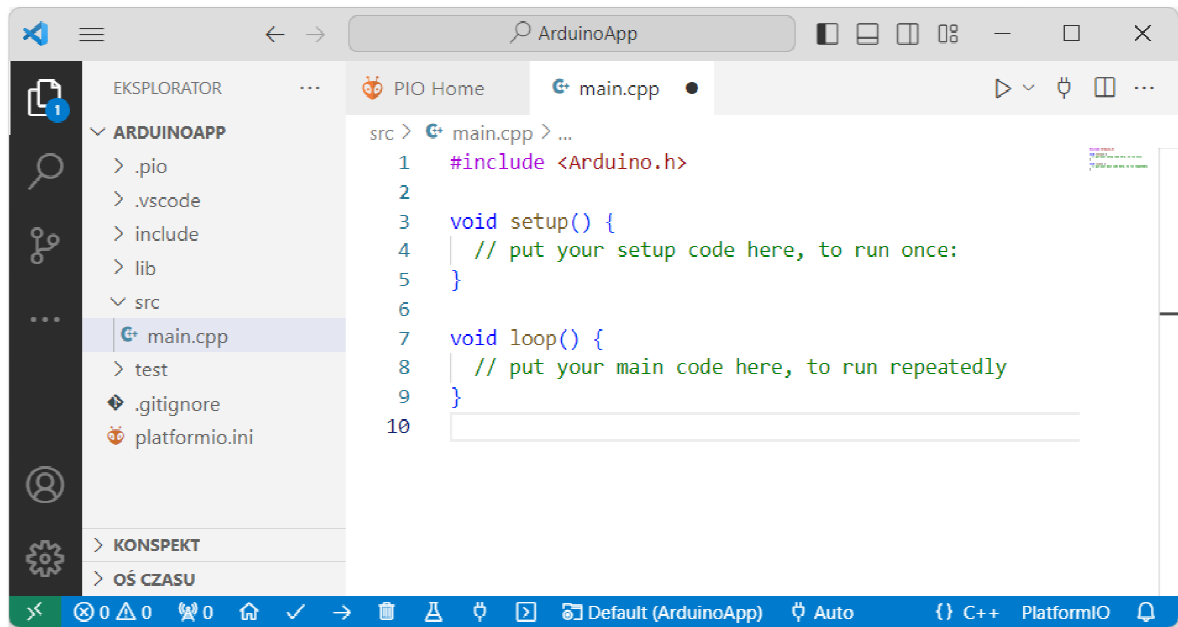 ArduinoApp
EKSPLORATOR
ARDUINOAPP
.pio
.vscode
include
lib
src
main.cpp
test
.gitignore
platformio.ini
KONSPEKT
OŚ CZASU
1
PIO Home
main.cpp
src > main.cpp > ...
1 #include <Arduino.h>
2
3 void setup() {
4 // put your setup code here, to run once:
5 }
6
7 void loop() {
8 // put your main code here, to run repeatedly
9 }
10
0 0 0 Default (ArduinoApp) Auto {} C++ PlatformIO